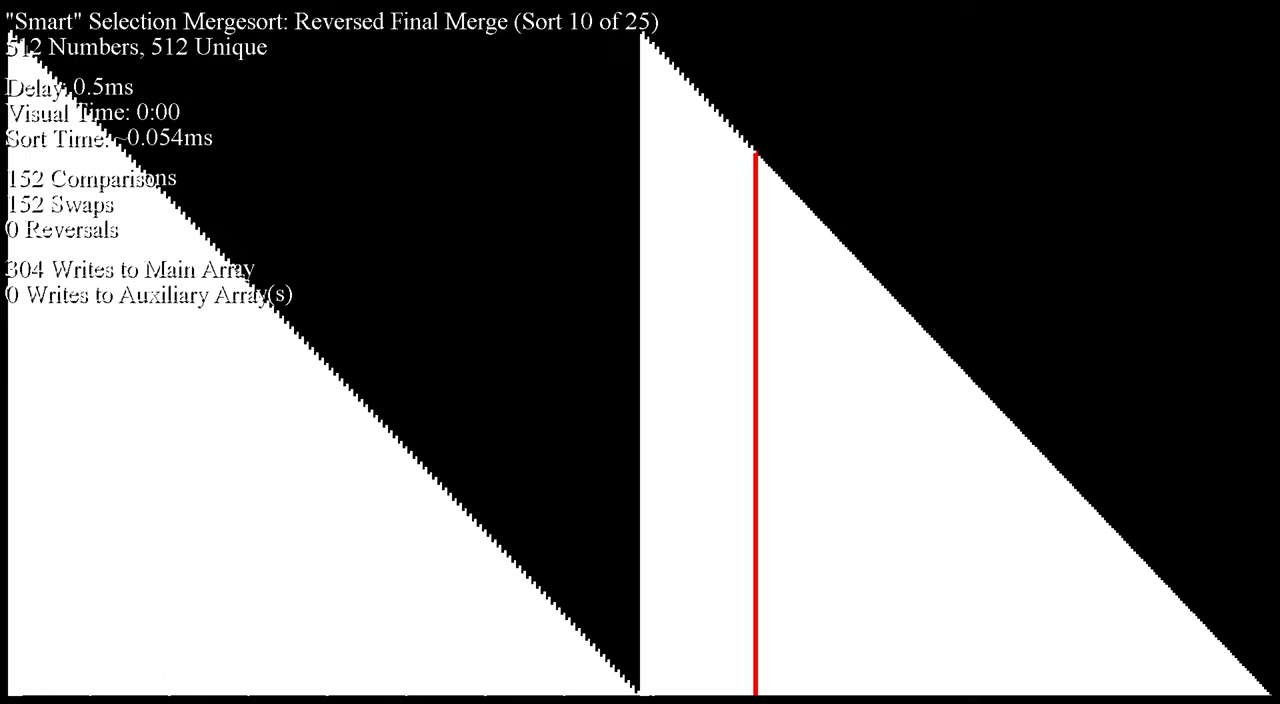 "Smart" Selection Mergesort: Reversed Final Merge (Sort 10 of 25)
512 Numbers, 512 Unique
Delay: 0.5ms
Visual Time: 0:00
Sort Time: ~0.054ms
152 Comparisons
152 Swaps
0 Reversals
304 Writes to Main Array
0 Writes to Auxiliary Array(s)